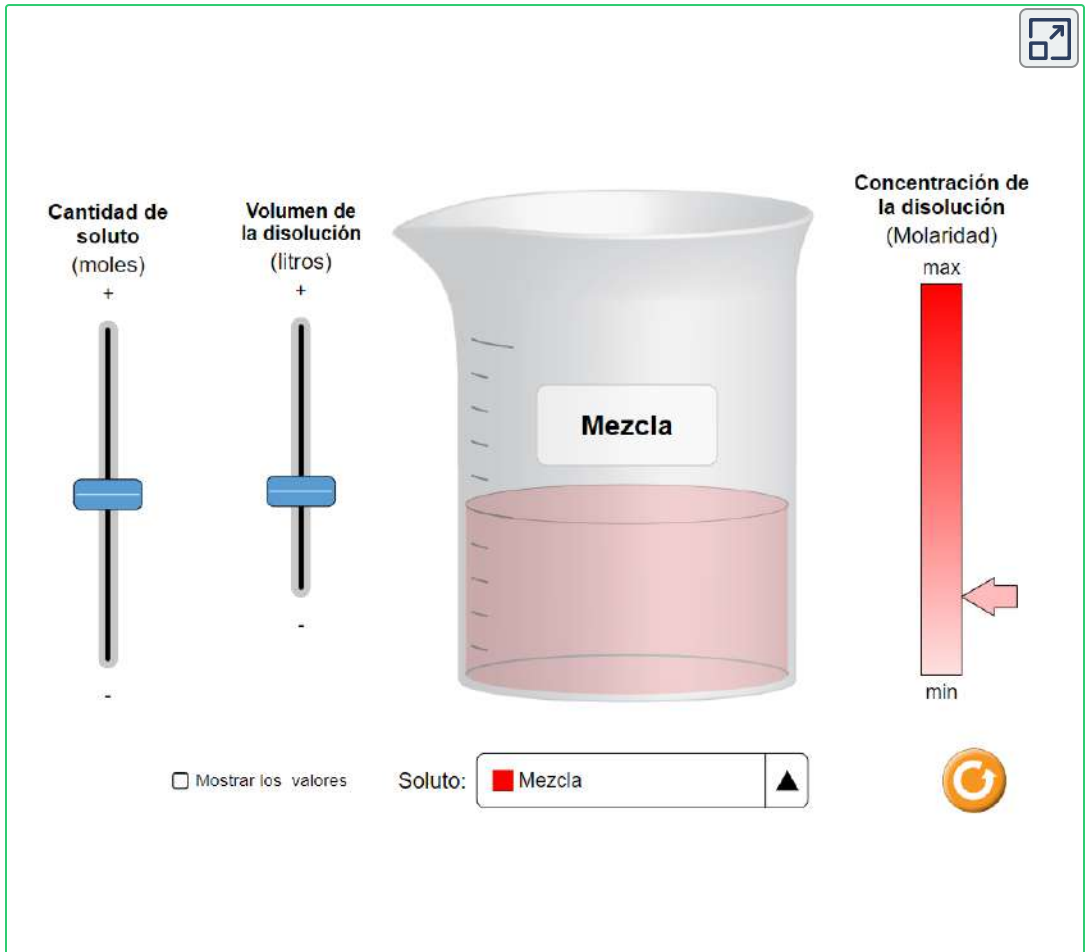 Cantidad de
soluto
(moles)
+
-
Volumen de
la disolución
(litros)
+
-
Mezcla
Concentración de
la disolución
(Molaridad)
max
min
Mostrar los valores
Soluto:
Mezcla